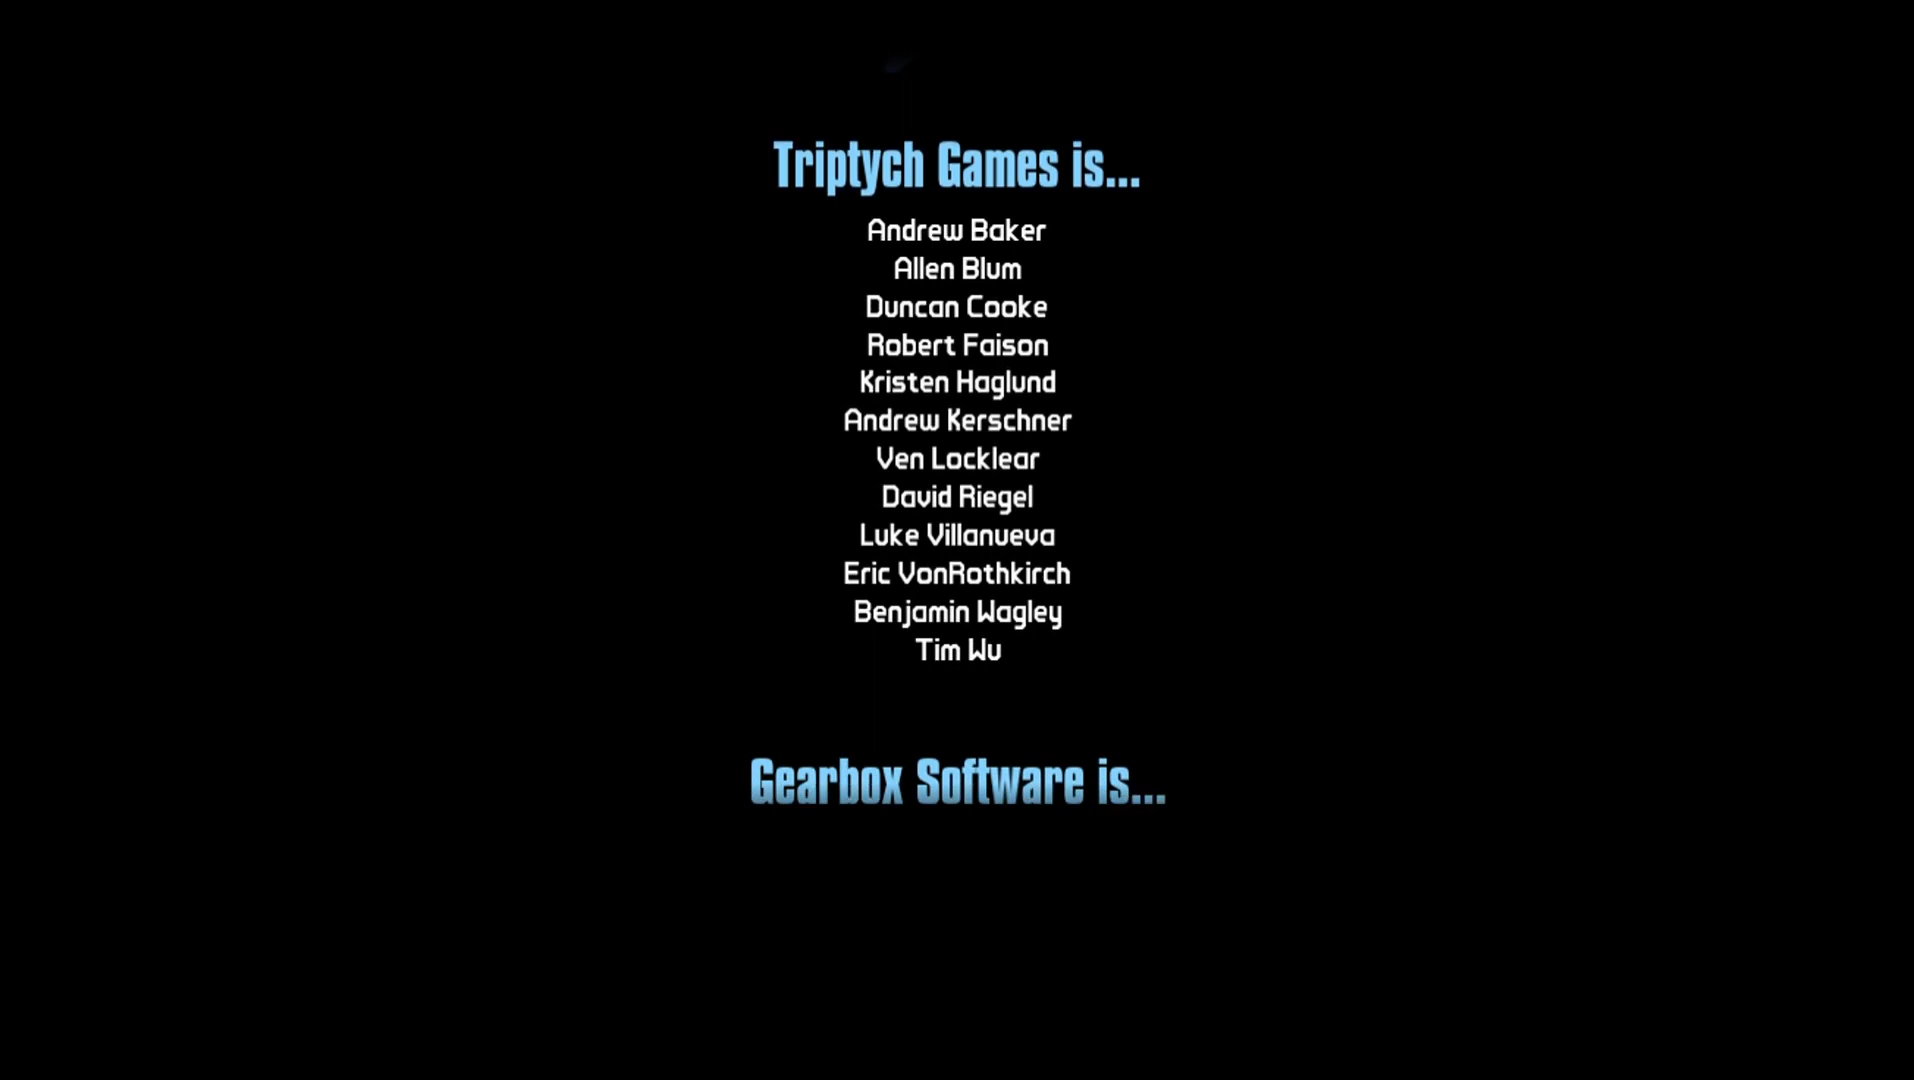 Triptych Games is...
Andrew Baker
Allen Blum
Duncan Cooke
Robert Faison
Kristen Haglund
Andrew Kerschner
Ven Locklear
David Riegel
Luke Villanueva
Eric VonRothkirch
Benjamin Wagley
Tim Wu
Gearbox Software is...